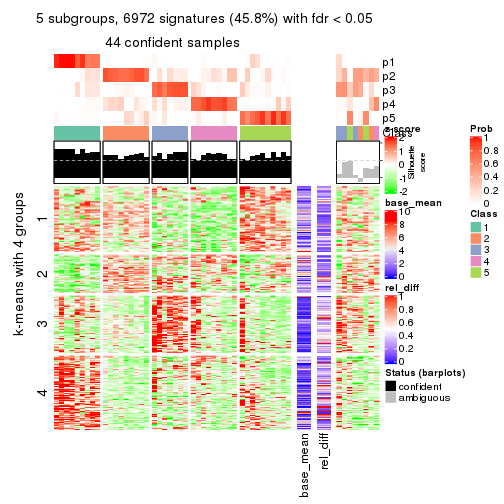 5 subgroups, 6972 signatures (45.8%) with fdr < 0.05
44 confident samples
p1
p2
p3
p4
p5
Class
Silhouette
score
k-means with 4 groups
1
2
3
4
base_mean
rel_diff
z-score
2
1
0
-1
-2
base_mean
10
8
6
4
2
0
rel_diff
1
0.8
0.6
0.4
0.2
0
Status (barplots)
confident
ambiguous
Prob
1
0.8
0.6
0.4
0.2
0
Class
1
2
3
4
5